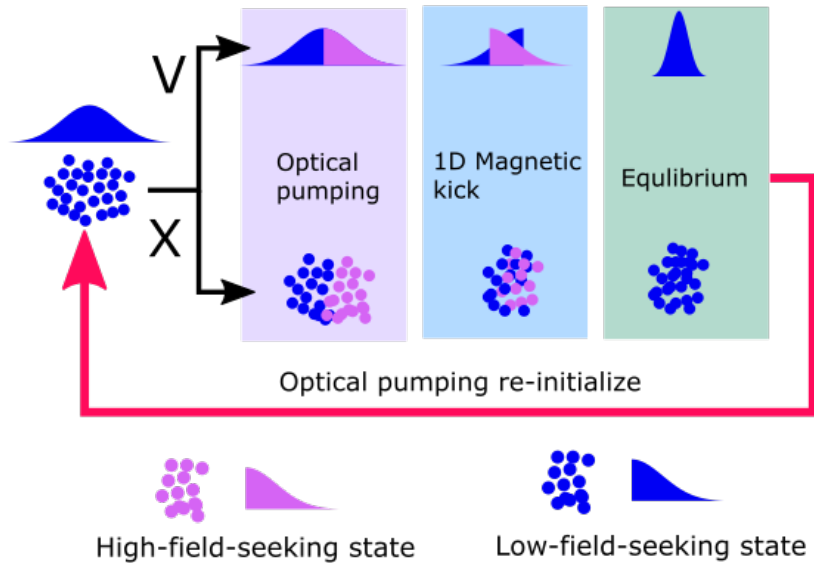 V
X
Optical
pumping
1D Magnetic
kick
Equlibrium
Optical pumping re-initialize
High-field-seeking state
Low-field-seeking state